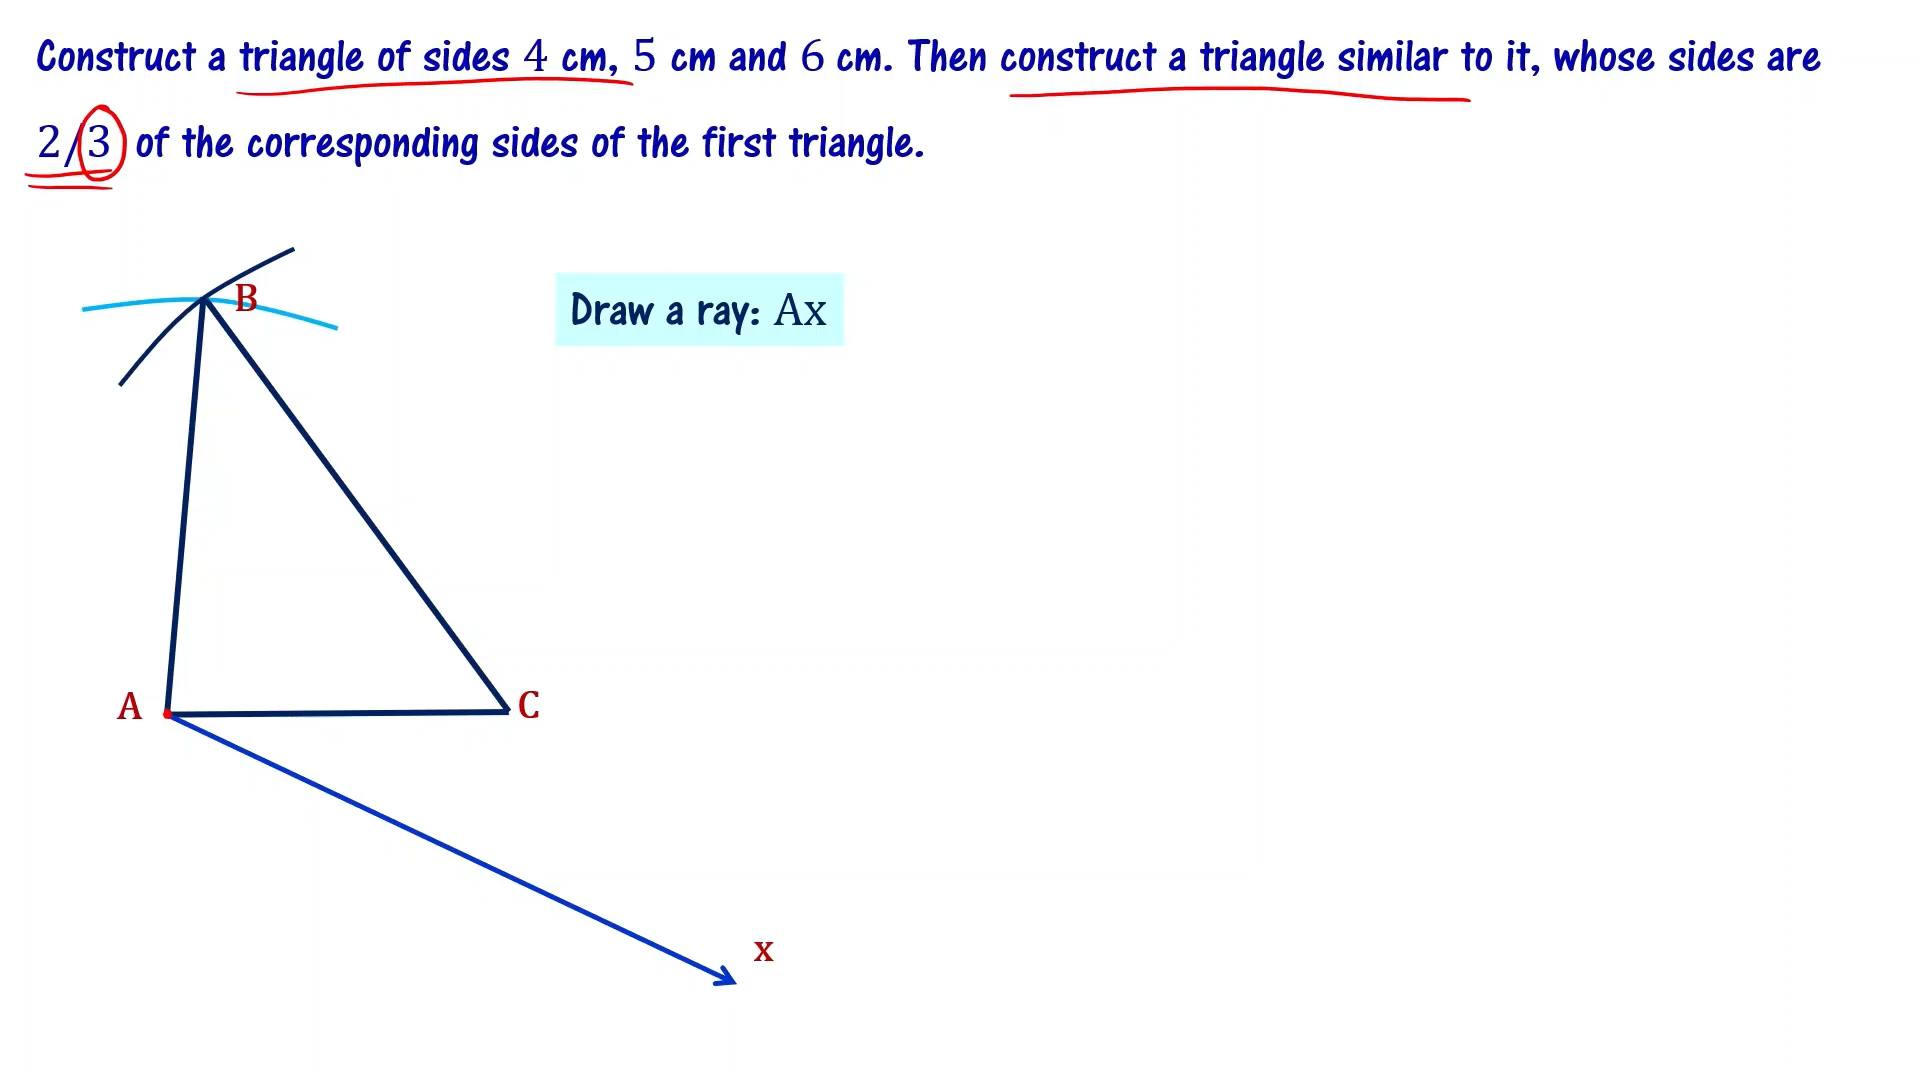 Construct a triangle of sides 4 cm, 5 cm and 6 cm. Then construct a triangle similar to it, whose sides are
2/3 of the corresponding sides of the first triangle.
B
Draw a ray: Ax
A
C
x